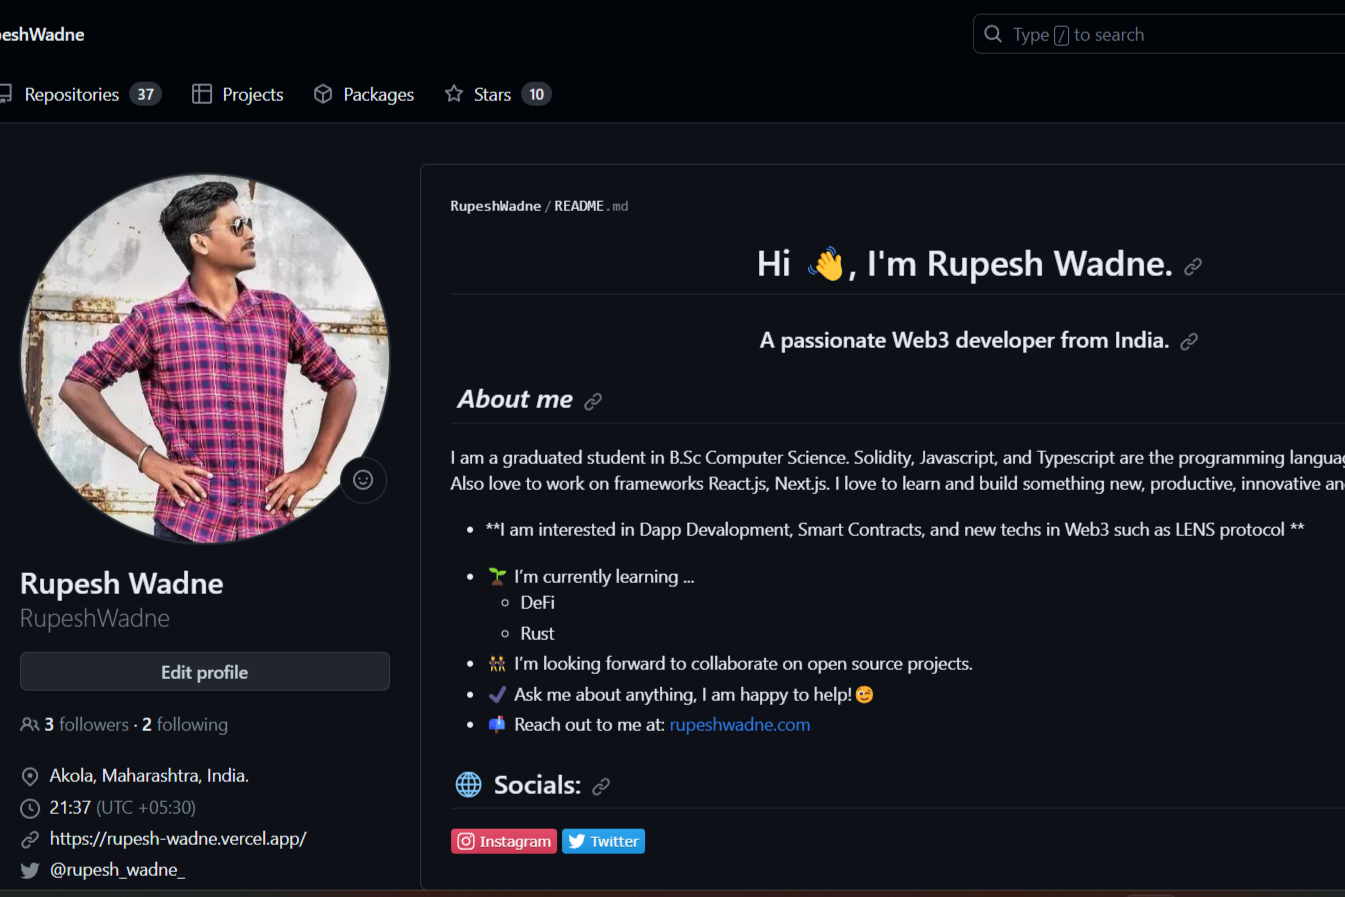 eshWadne
Type / to search
Repositories 37 Projects Packages Stars 10
RupeshWadne / README.md
Hi 👋, I'm Rupesh Wadne.
A passionate Web3 developer from India.
About me
I am a graduated student in B.Sc Computer Science. Solidity, Javascript, and Typescript are the programming langua
Also love to work on frameworks React.js, Next.js. I love to learn and build something new, productive, innovative an
**I am interested in Dapp Devalopment, Smart Contracts, and new techs in Web3 such as LENS protocol **
🌱 I’m currently learning ...
DeFi
Rust
👯 I’m looking forward to collaborate on open source projects.
✔️ Ask me about anything, I am happy to help!😉
📫 Reach out to me at: rupeshwadne.com
🌐 Socials:
Instagram Twitter
Rupesh Wadne
RupeshWadne
Edit profile
3 followers · 2 following
Akola, Maharashtra, India.
21:37 (UTC +05:30)
https://rupesh-wadne.vercel.app/
@rupesh_wadne_